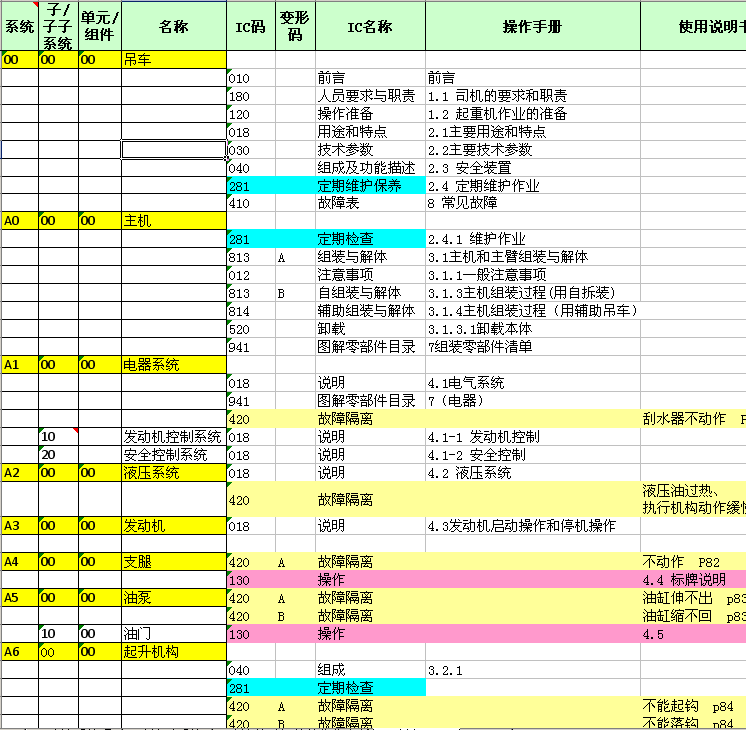 系统 子/子子系统 单元/组件 名称 IC码 变形码 IC名称 操作手册 使用说明
00 00 00 吊车
010 前言 前言
180 人员要求与职责 1.1 司机的要求和职责
120 操作准备 1.2 起重机作业的准备
018 用途和特点 2.1主要用途和特点
030 技术参数 2.2主要技术参数
040 组成及功能描述 2.3 安全装置
281 定期维护保养 2.4 定期维护作业
410 故障表 8 常见故障
A0 00 00 主机
281 定期检查 2.4.1 维护作业
813 A 组装与解体 3.1主机和主臂组装与解体
012 注意事项 3.1.1一般注意事项
813 B 自组装与解体 3.1.3主机组装过程(用自拆装)
814 辅助组装与解体 3.1.4主机组装过程（用辅助吊车）
520 卸载 3.1.3.1卸载本体
941 图解零部件目录 7组装零部件清单
A1 00 00 电器系统
018 说明 4.1电气系统
941 图解零部件目录 7（电器）
420 故障隔离 刮水器不动作
10 发动机控制系统 018 说明 4.1-1 发动机控制
20 安全控制系统 018 说明 4.1-2 安全控制
A2 00 00 液压系统 018 说明 4.2 液压系统
420 故障隔离 液压油过热、
执行机构动作缓慢
A3 00 00 发动机 018 说明 4.3发动机启动操作和停机操作
A4 00 00 支腿 420 A 故障隔离 不动作 P82
130 操作 4.4 标牌说明
A5 00 00 油泵 420 A 故障隔离 油缸伸不出 p83
420 B 故障隔离 油缸缩不回 p83
10 00 油门 130 操作 4.5
A6 00 00 起升机构
040 组成 3.2.1
281 定期检查
420 A 故障隔离 不能起钩 p84
420 B 故障隔离 不能落钩 p84